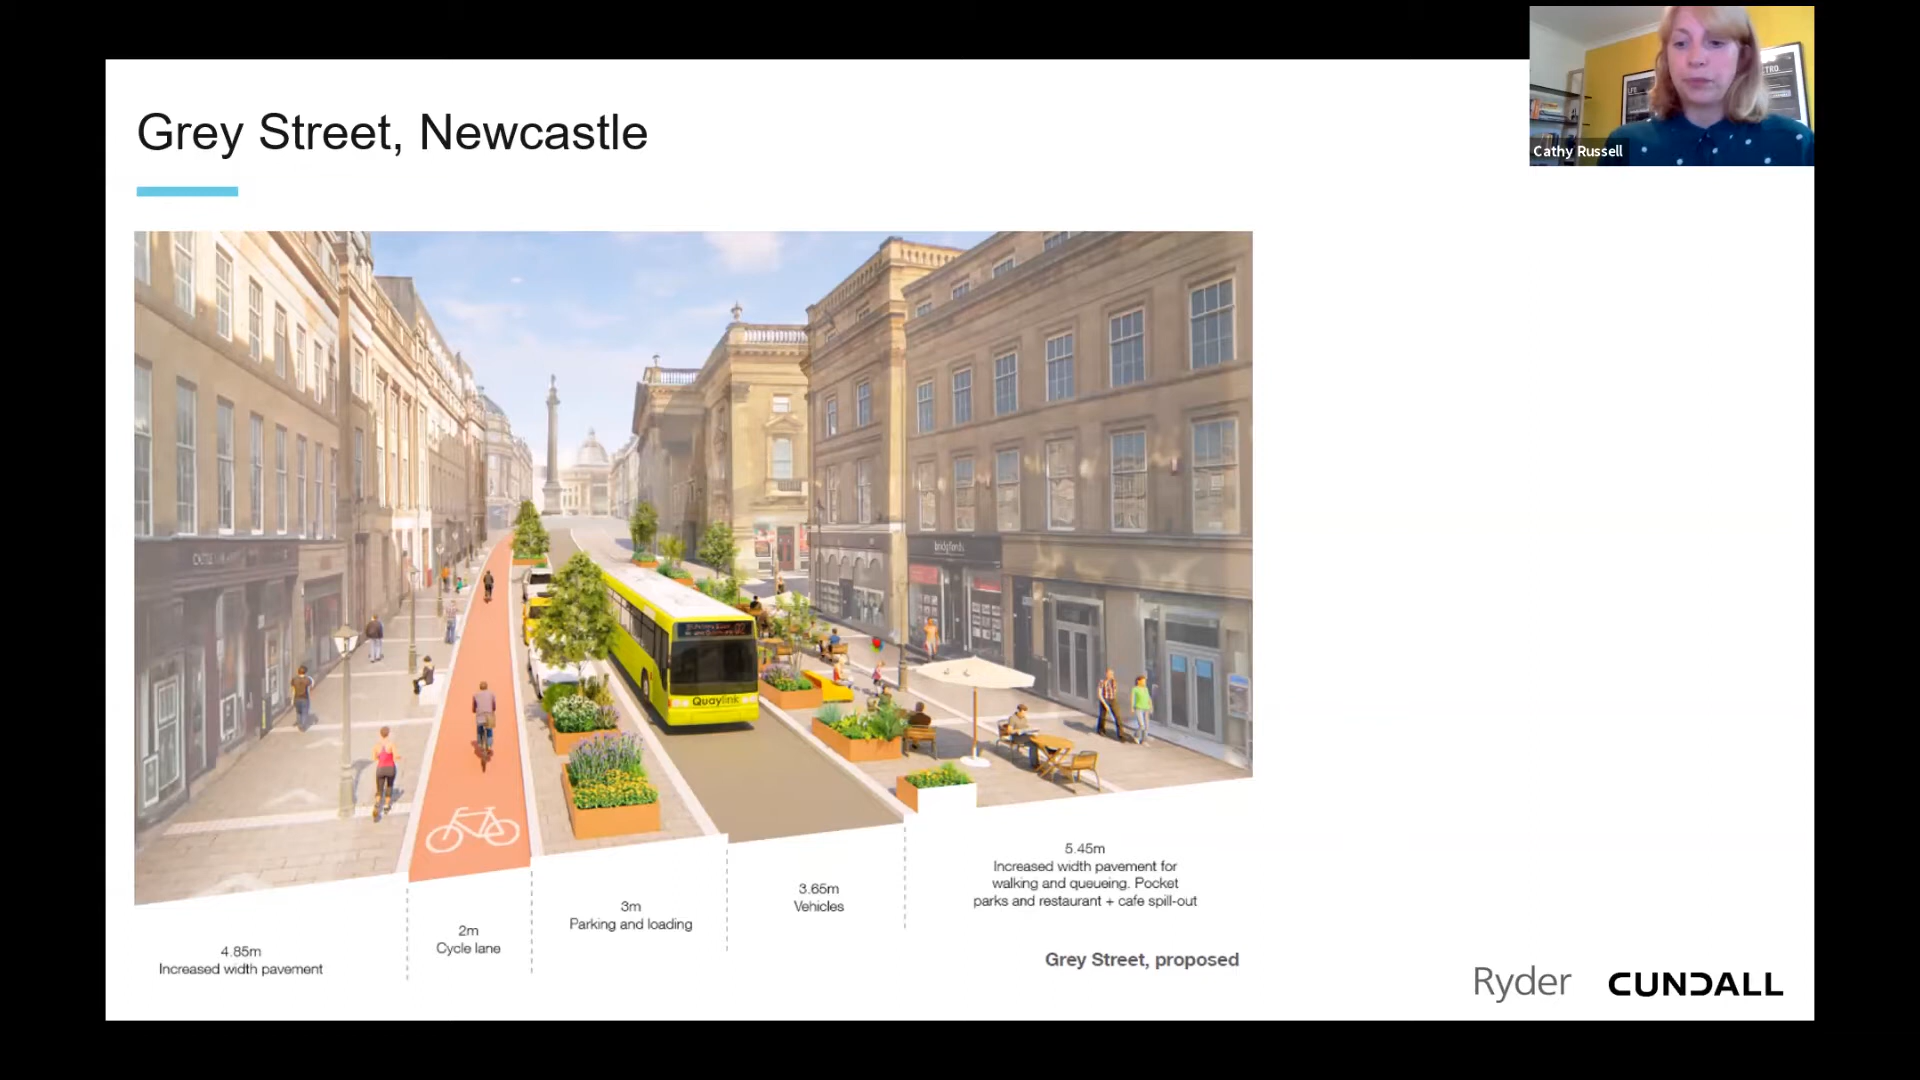 Grey Street, Newcastle
TRO
Cathy Russell
bridgfords
Quaylink
5.45m
Increased width pavement for
walking and queueing. Pocket
parks and restaurant + cafe spill-out
3.65m
Vehicles
3m
Parking and loading
2m
Cycle lane
4.85m
Increased width pavement
Grey Street, proposed
Ryder
CUNDALL